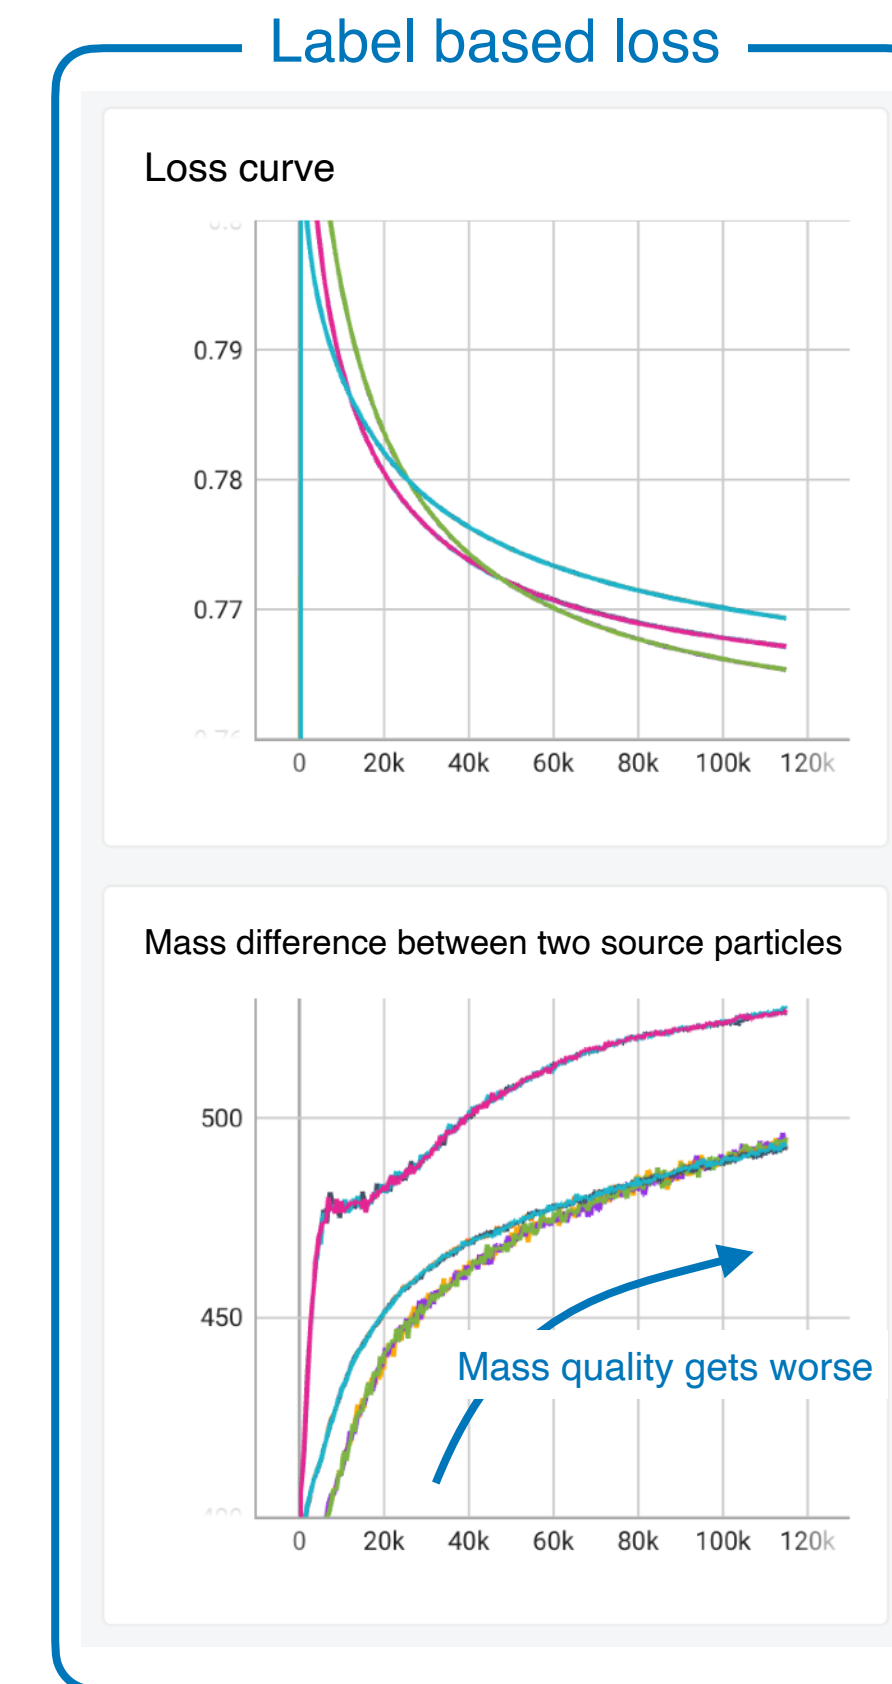 Label based loss
Loss curve
0.79
0.78
0.77
0 20k 40k 60k 80k 100k 120k
Mass difference between two source particles
500
450
Mass quality gets worse
0 20k 40k 60k 80k 100k 120k